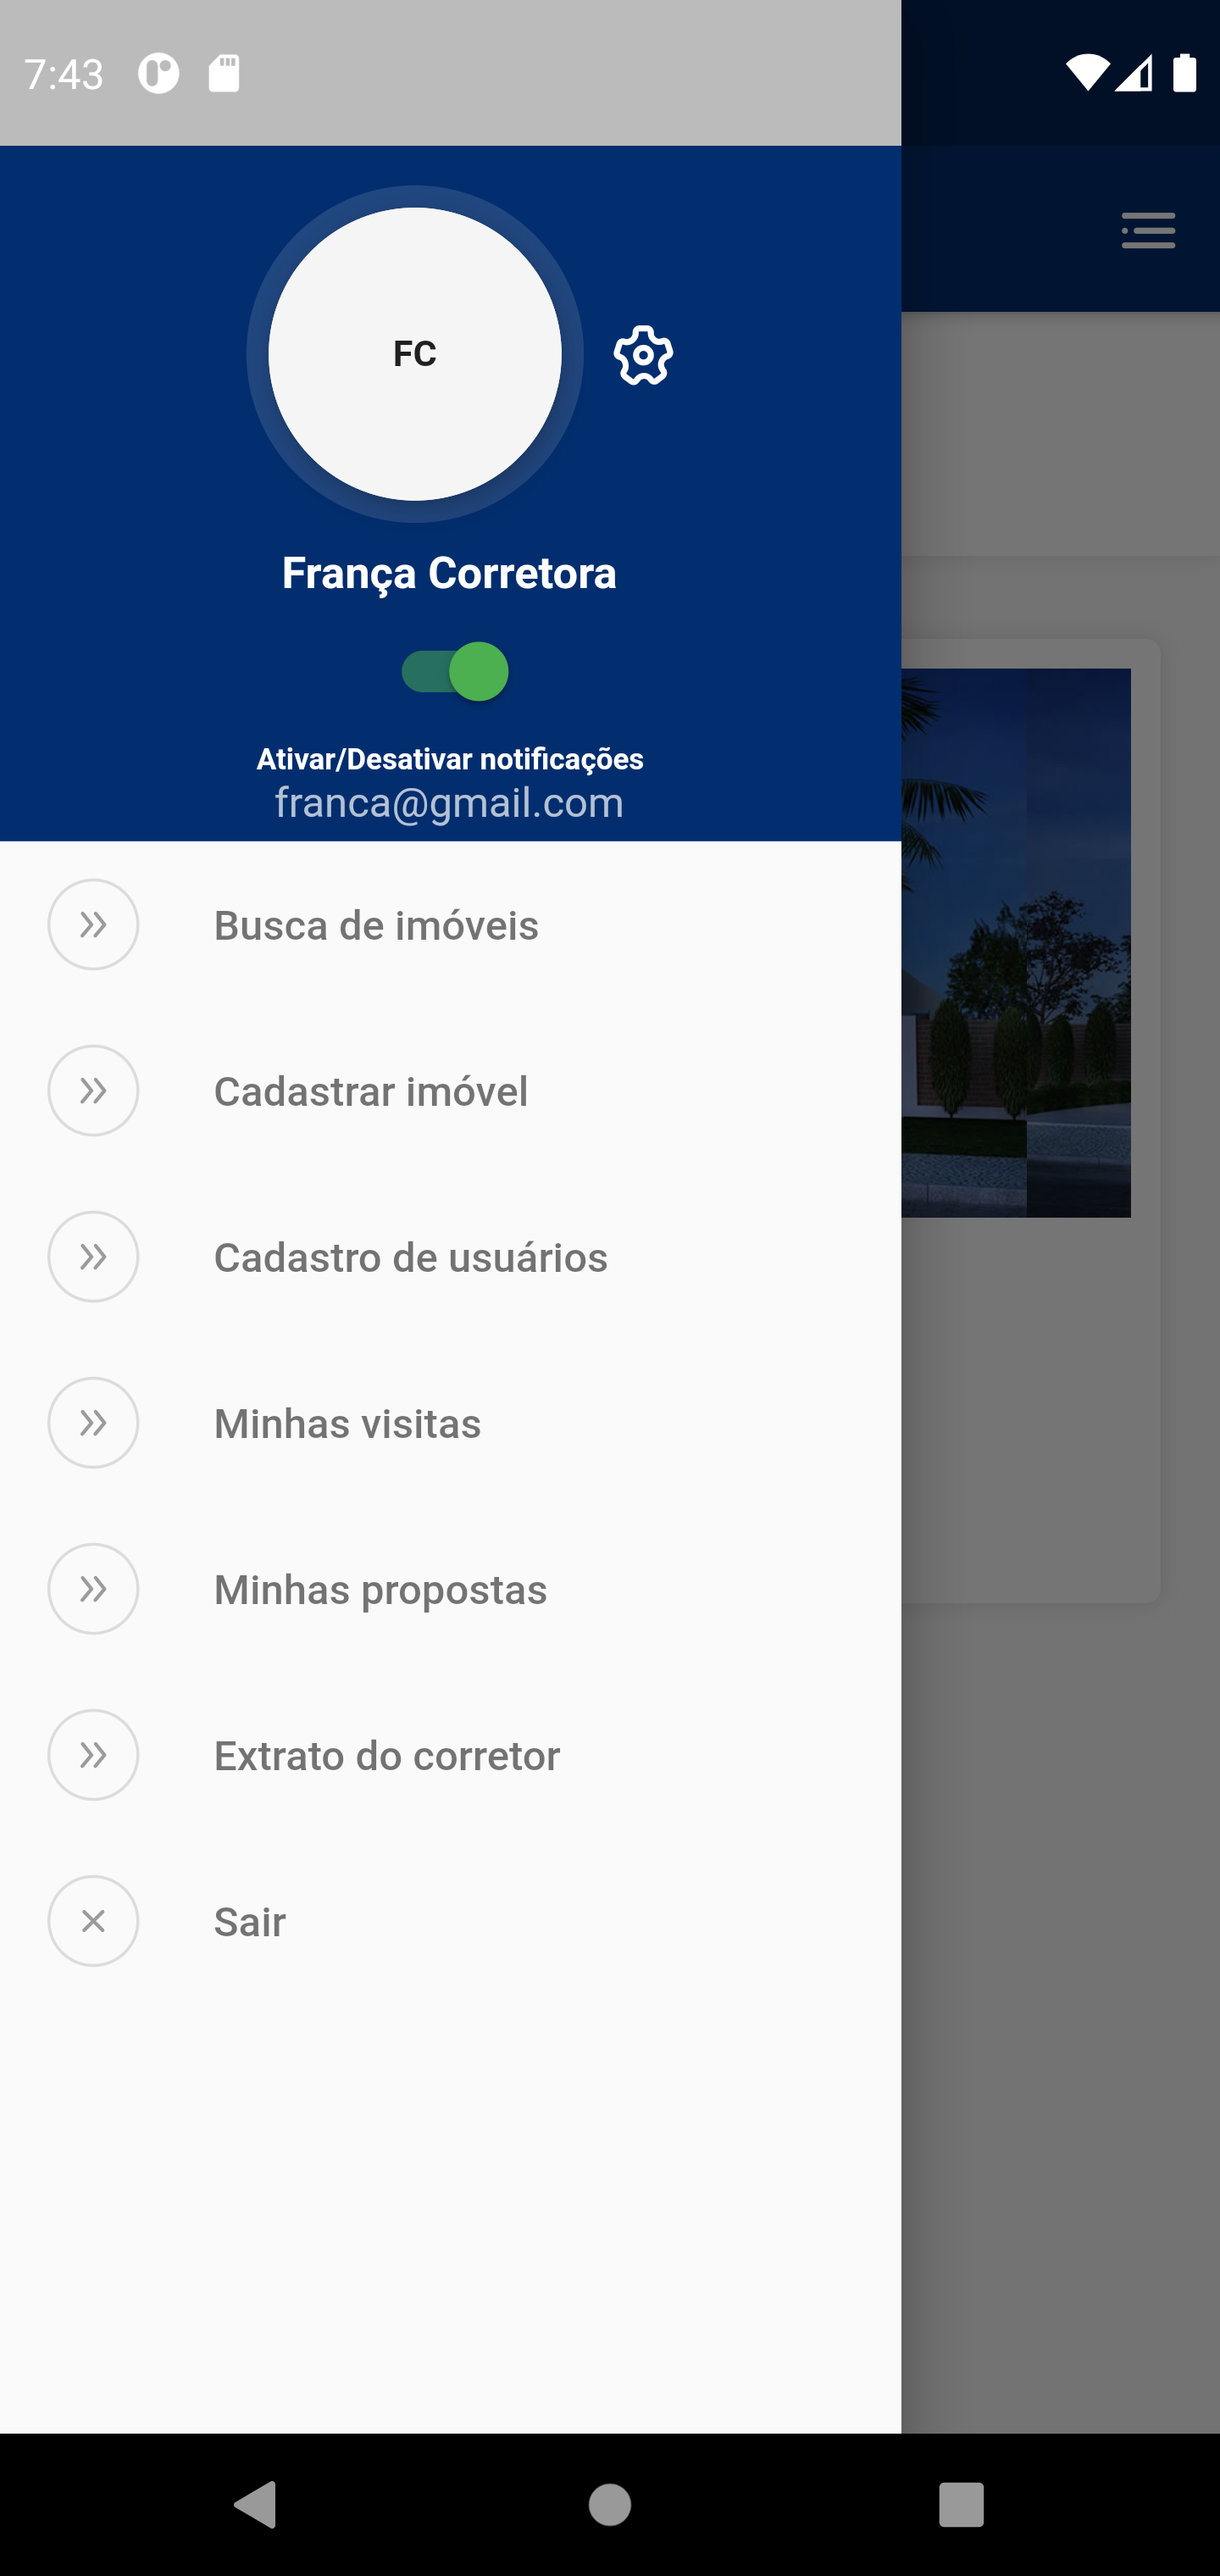 7:43
FC
França Corretora
Ativar/Desativar notificações
franca@gmail.com
Busca de imóveis
Cadastrar imóvel
Cadastro de usuários
Minhas visitas
Minhas propostas
Extrato do corretor
Sair